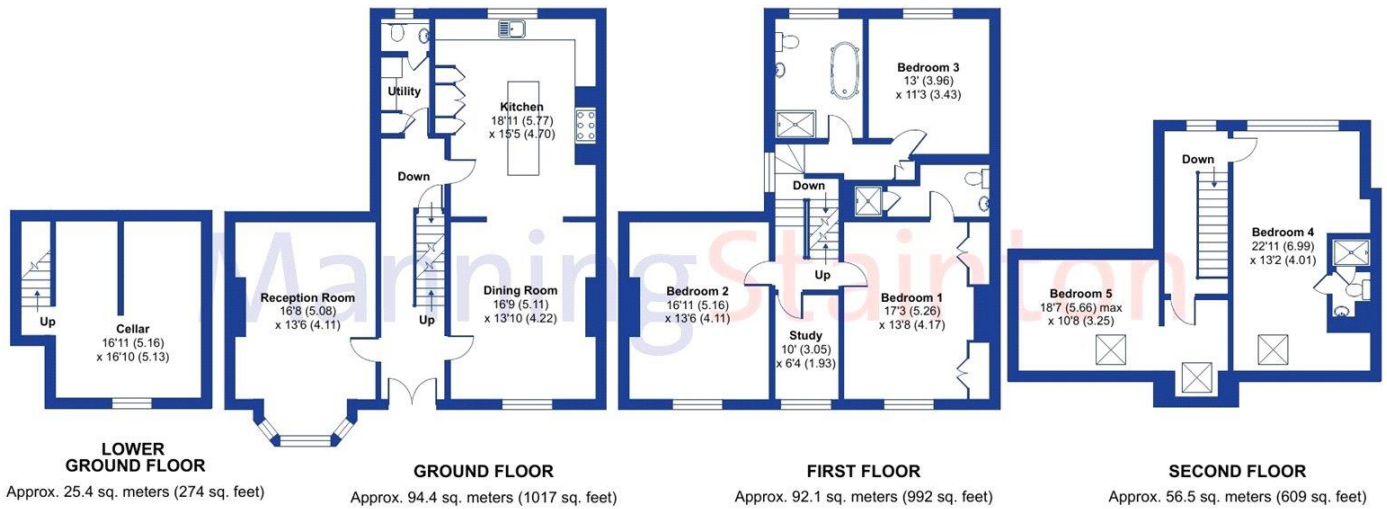 Up
Cellar
16'11 (5.16)
x 16'10 (5.13)
LOWER
GROUND FLOOR
Approx. 25.4 sq. meters (274 sq. feet)
Utility
Kitchen
18'11 (5.77)
x 15'5 (4.70)
Down
Reception Room
16'8 (5.08)
x 13'6 (4.11)
Up
Dining Room
16'9 (5.11)
x 13'10 (4.22)
GROUND FLOOR
Approx. 94.4 sq. meters (1017 sq. feet)
Bedroom 3
13' (3.96)
x 11'3 (3.43)
Down
Up
Bedroom 2
16'11 (5.16)
x 13'6 (4.11)
Bedroom 1
17'3 (5.26)
x 13'8 (4.17)
Study
10' (3.05)
x 6'4 (1.93)
FIRST FLOOR
Approx. 92.1 sq. meters (992 sq. feet)
Down
Bedroom 4
22'11 (6.99)
x 13'2 (4.01)
Bedroom 5
18'7 (5.66) max
x 10'8 (3.25)
SECOND FLOOR
Approx. 56.5 sq. meters (609 sq. feet)
Manning Stainton